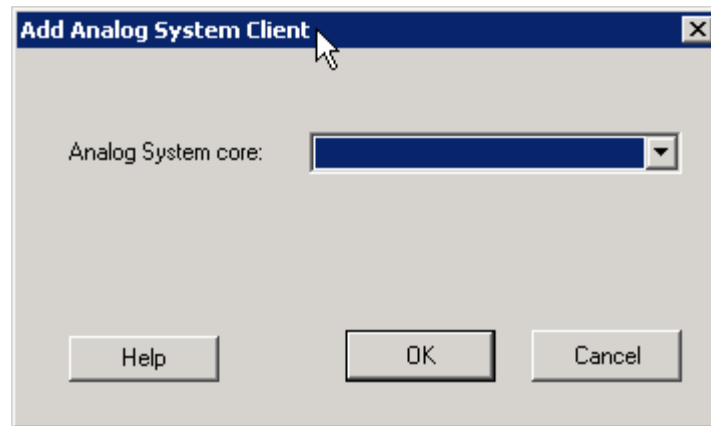 Add Analog System Client
Analog System core:
Help
OK
Cancel